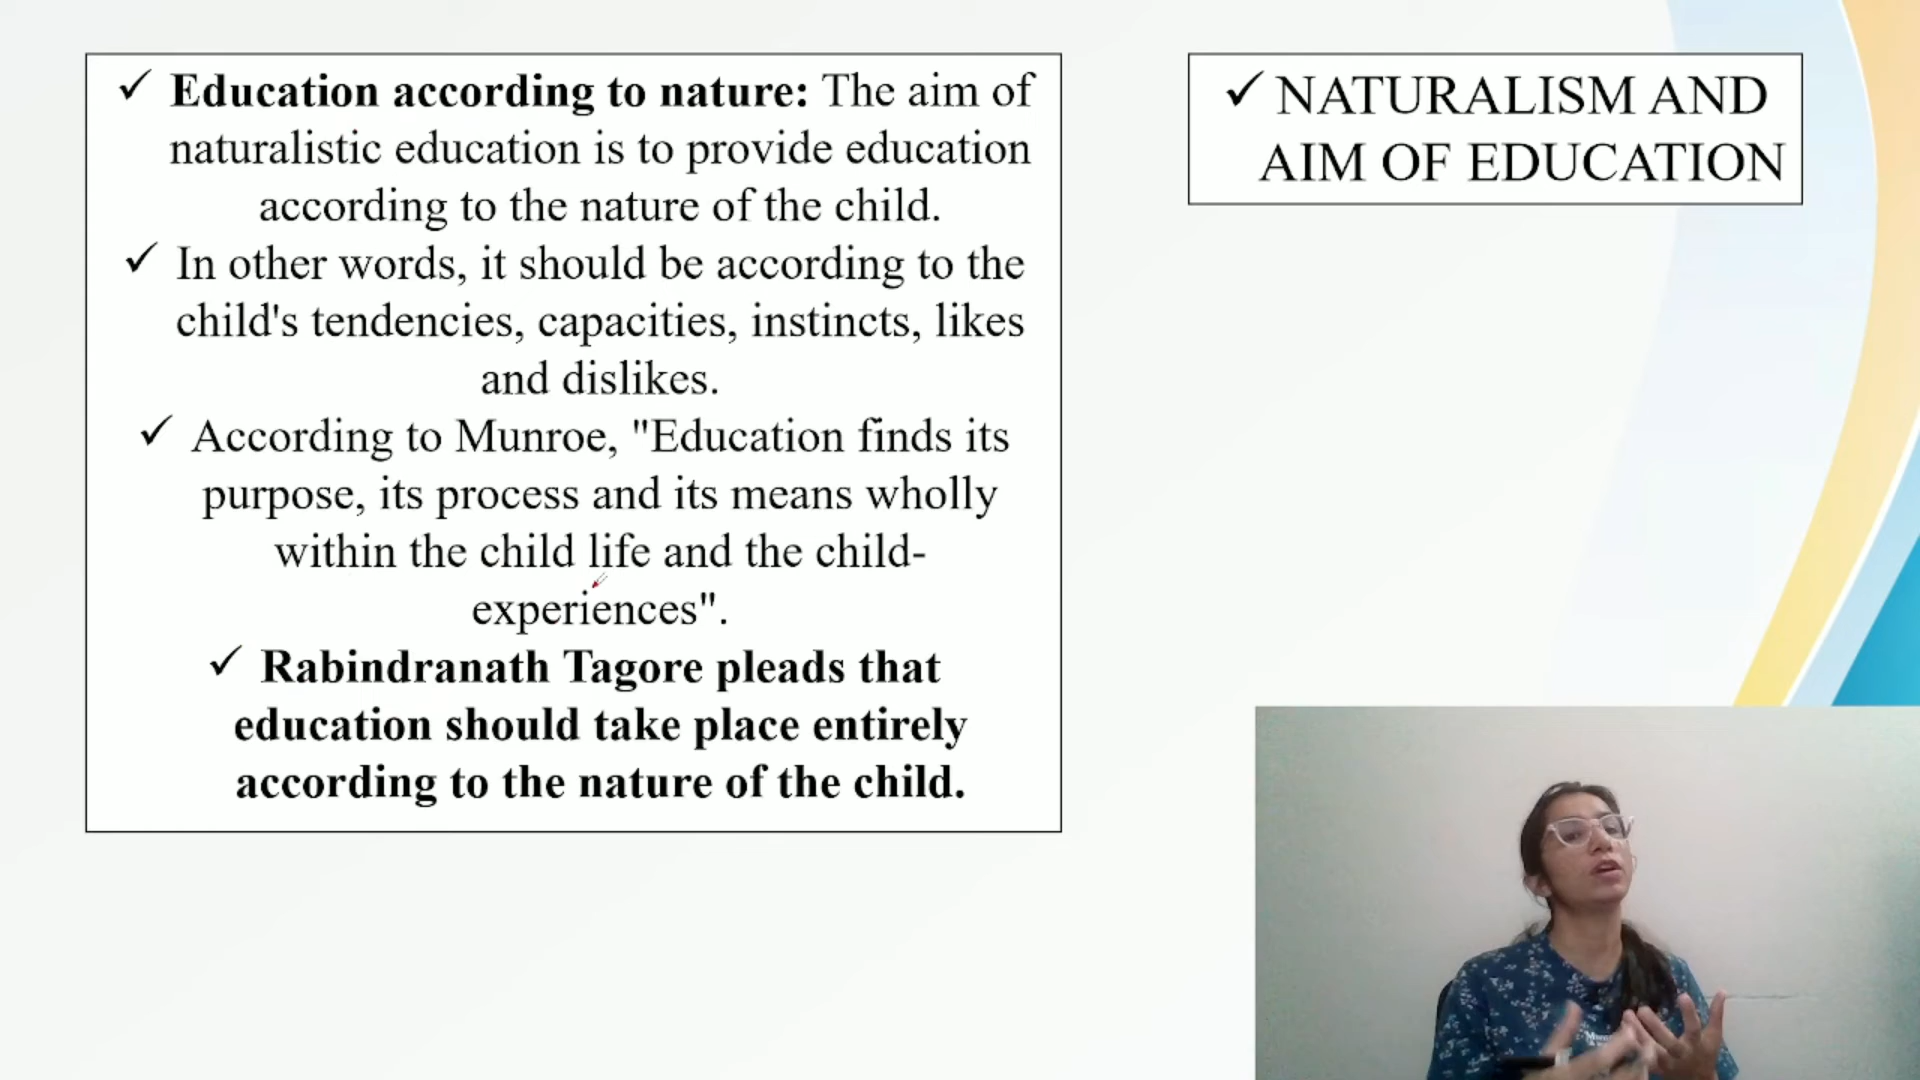 ✓ Education according to nature: The aim of
naturalistic education is to provide education
according to the nature of the child.
✓ In other words, it should be according to the
child's tendencies, capacities, instincts, likes
and dislikes.
✓ According to Munroe, "Education finds its
purpose, its process and its means wholly
within the child life and the child-
experiences".
✓ Rabindranath Tagore pleads that
education should take place entirely
according to the nature of the child.
✓ NATURALISM AND
AIM OF EDUCATION